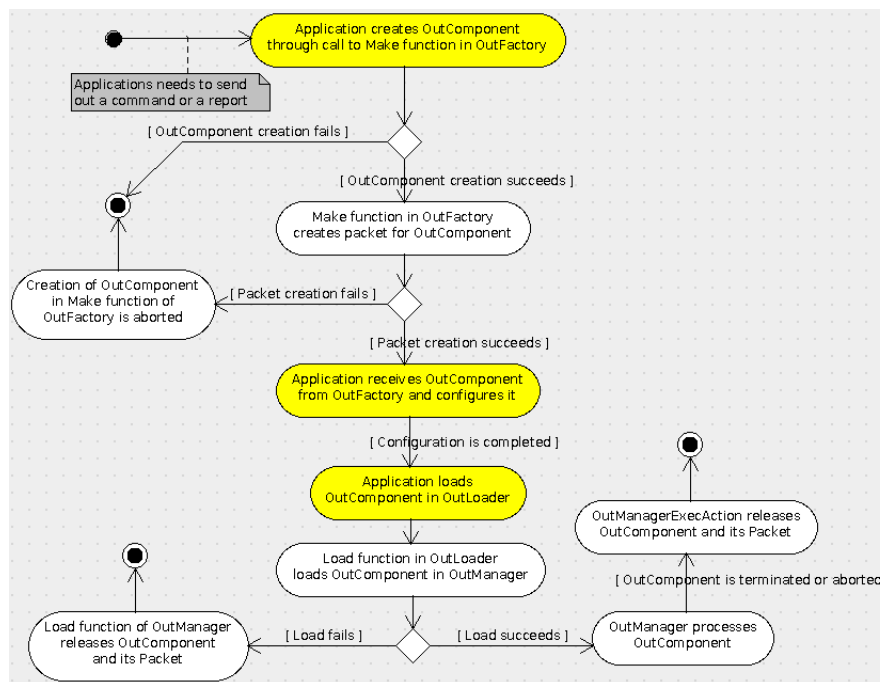 Application creates OutComponent
through call to Make function in OutFactory
Applications needs to send
out a command or a report
[ OutComponent creation fails ]
[ OutComponent creation succeeds ]
Make function in OutFactory
creates packet for OutComponent
Creation of OutComponent
in Make function of
OutFactory is aborted
[ Packet creation fails ]
[ Packet creation succeeds ]
Application receives OutComponent
from OutFactory and configures it
[ Configuration is completed ]
Application loads
OutComponent in OutLoader
OutManagerExecAction releases
OutComponent and its Packet
Load function in OutLoader
loads OutComponent in OutManager
[ OutComponent is terminated or aborted
Load function of OutManager
releases OutComponent
and its Packet
[ Load fails ]
[ Load succeeds ]
OutManager processes
OutComponent